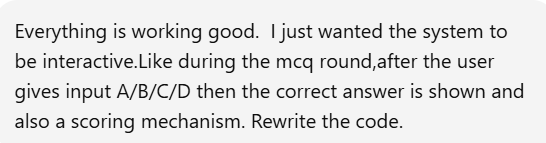 Everything is working good.  I just wanted the system to
be interactive.Like during the mcq round,after the user
gives input A/B/C/D then the correct answer is shown and
also a scoring mechanism. Rewrite the code.